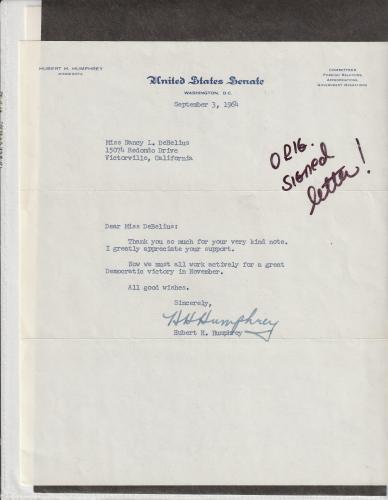 HUBERT H. HUMPHREY
MINNESOTA
COMMITTEES:
FOREIGN RELATIONS
APPROPRIATIONS
GOVERNMENT OPERATIONS
United States Senate
WASHINGTON, D.C.
September 3, 1964
Miss Nancy L. DeBelius
15074 Redondo Drive
Victorville, California
ORIG.
SIGNED
letter!
Dear Miss DeBelius:
Thank you so much for your very kind note.
I greatly appreciate your support.
Now we must all work actively for a great
Democratic victory in November.
All good wishes.
Sincerely,
HHHumphrey
Hubert H. Humphrey